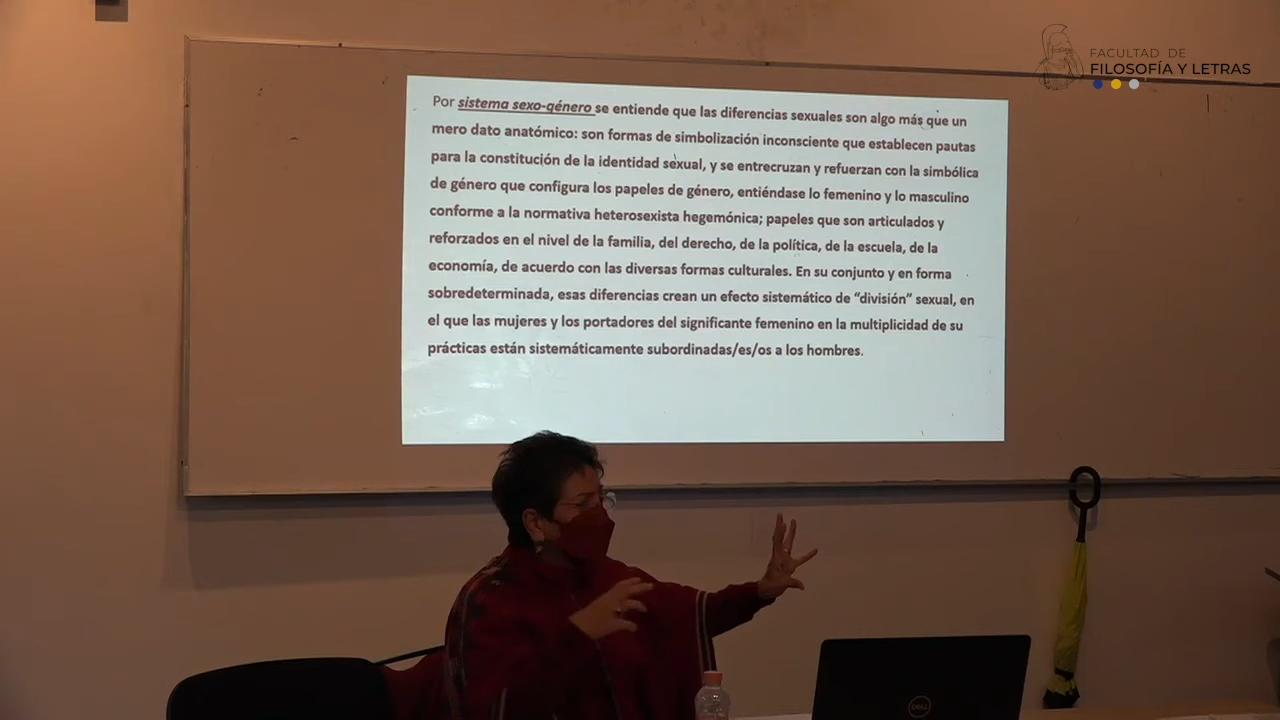 FACULTAD DE
FILOSOFÍA Y LETRAS
Por sistema sexo-género se entiende que las diferencias sexuales son algo más que un
mero dato anatómico: son formas de simbolización inconsciente que establecen pautas
para la constitución de la identidad sexual, y se entrecruzan y refuerzan con la simbólica
de género que configura los papeles de género, entiéndase lo femenino y lo masculino
conforme a la normativa heterosexista hegemónica; papeles que son articulados y
reforzados en el nivel de la familia, del derecho, de la política, de la escuela, de la
economía, de acuerdo con las diversas formas culturales. En su conjunto y en forma
sobredeterminada, esas diferencias crean un efecto sistemático de “división” sexual, en
el que las mujeres y los portadores del significante femenino en la multiplicidad de su
prácticas están sistemáticamente subordinadas/es/os a los hombres.
DELL